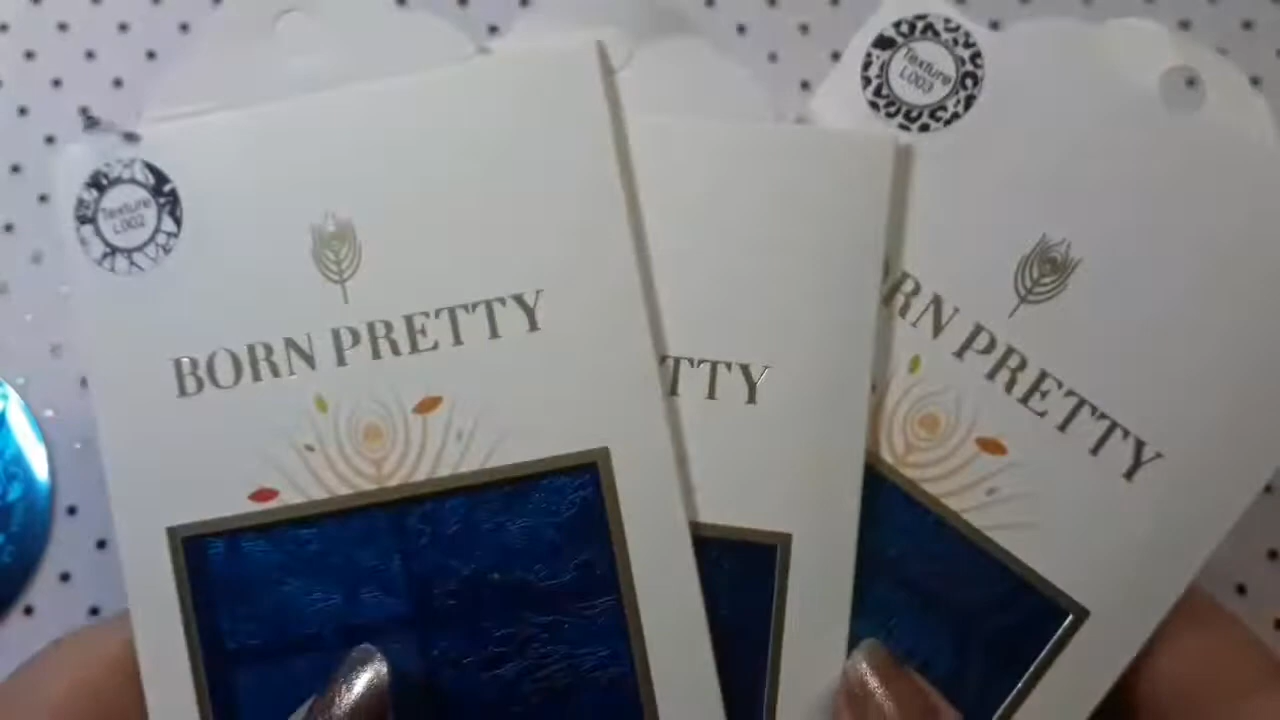 Texture
L002
BORN PRETTY
TTY
Texture
L003
RN PRETTY